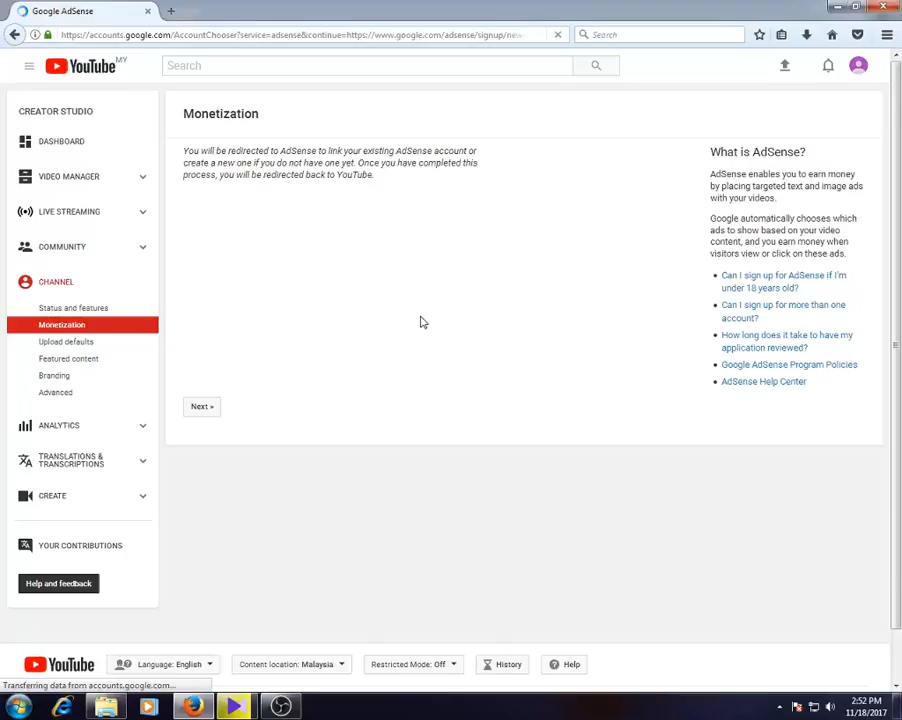 Google AdSense
https://accounts.google.com/AccountChooser?service=adsense&continue=https://www.google.com/adsense/signup/new-
Search
YouTube MY
Search
CREATOR STUDIO
DASHBOARD
VIDEO MANAGER
LIVE STREAMING
COMMUNITY
CHANNEL
Status and features
Monetization
Upload defaults
Featured content
Branding
Advanced
ANALYTICS
TRANSLATIONS &
TRANSCRIPTIONS
CREATE
YOUR CONTRIBUTIONS
Help and feedback
Monetization
You will be redirected to AdSense to link your existing AdSense account or
create a new one if you do not have one yet. Once you have completed this
process, you will be redirected back to YouTube.
Next »
What is AdSense?
AdSense enables you to earn money
by placing targeted text and image ads
with your videos.
Google automatically chooses which
ads to show based on your video
content, and you earn money when
visitors view or click on these ads.
• Can I sign up for AdSense if I'm
under 18 years old?
• Can I sign up for more than one
account?
• How long does it take to have my
application reviewed?
• Google AdSense Program Policies
• AdSense Help Center
YouTube
Language: English
Content location: Malaysia
Restricted Mode: Off
History
Help
Transferring data from accounts.google.com...
2:52 PM
11/18/2017